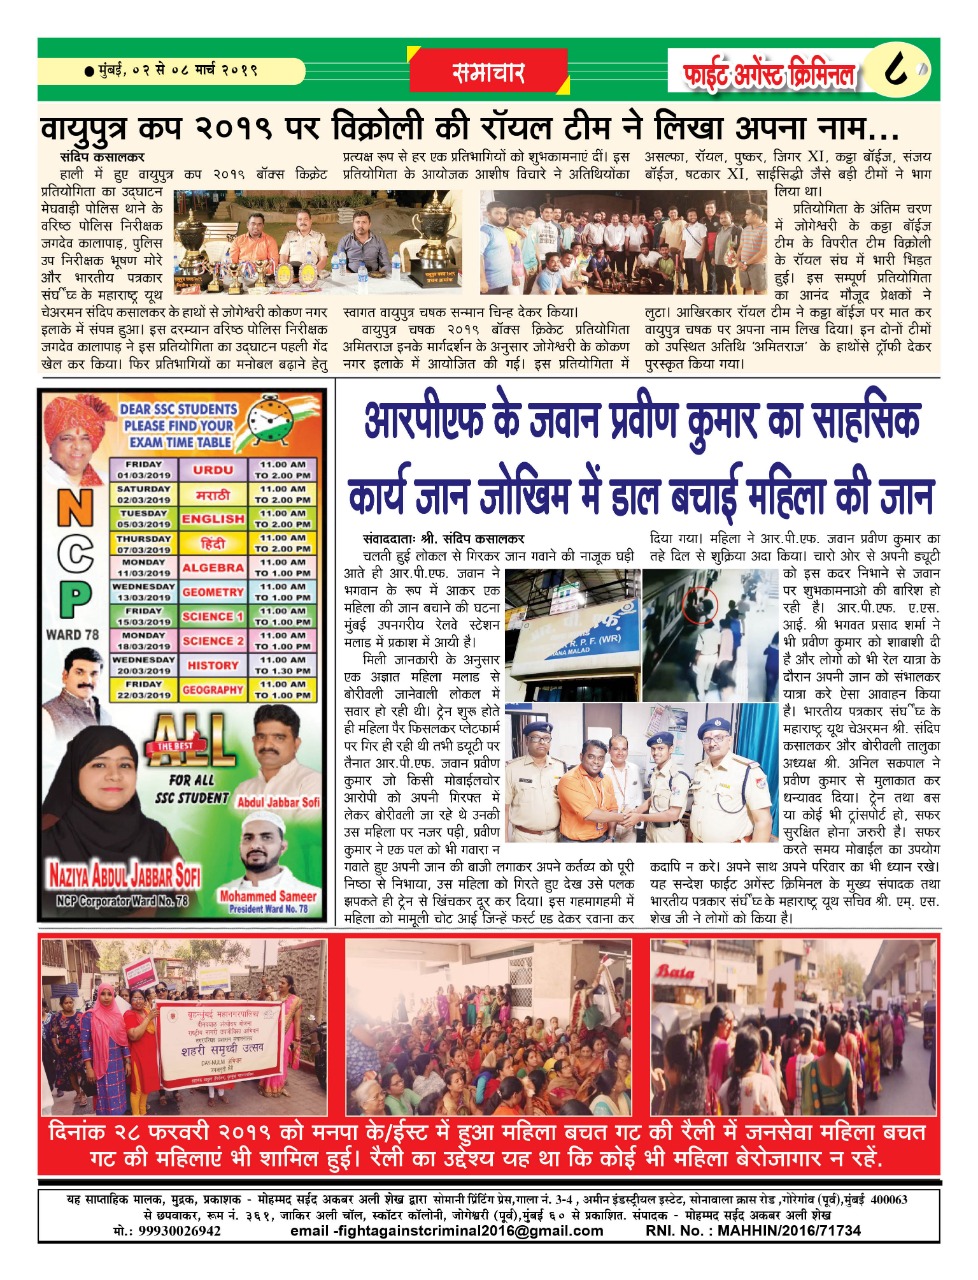 ● मुंबई, ०२ से ०८ मार्च २०१९
समाचार
फाईट अगेंस्ट क्रिमिनल
८
वायुपुत्र कप २०१९ पर विक्रोली की रॉयल टीम ने लिखा अपना नाम...
संदिप कसालकर
हाली में हुए वायुपुत्र कप २०१९ बॉक्स क्रिकेट
प्रतियोगिता का उद्घाटन
मेघवाड़ी पोलिस थाने के
वरिष्ठ पोलिस निरीक्षक
जगदेव कालापाड़, पुलिस
उप निरीक्षक भूषण मोरे
और भारतीय पत्रकार
संघ के महाराष्ट्र यूथ
चेअरमन संदिप कसालकर के हाथों से जोगेश्वरी कोकण नगर
इलाके में संपन्न हुआ। इस दरम्यान वरिष्ठ पोलिस निरीक्षक
जगदेव कालापाड़ ने इस प्रतियोगिता का उद्घाटन पहली गेंद
खेल कर किया। फिर प्रतिभागियों का मनोबल बढ़ाने हेतु
प्रत्यक्ष रूप से हर एक प्रतिभागियों को शुभकामनाएं दीं। इस
प्रतियोगिता के आयोजक आशीष विचारे ने अतिथियोंका
स्वागत वायुपुत्र चषक सन्मान चिन्ह देकर किया।
वायुपुत्र चषक २०१९ बॉक्स क्रिकेट प्रतियोगिता
अमितराज इनके मार्गदर्शन के अनुसार जोगेश्वरी के कोकण
नगर इलाके में आयोजित की गई। इस प्रतियोगिता में
असल्फा, रॉयल, पुष्कर, जिगर XI, कट्टा बॉईज, संजय
बॉईज, षटकार XI, साईसिद्धी जैसे बड़ी टीमों ने भाग
लिया था।
प्रतियोगिता के अंतिम चरण
में जोगेश्वरी के कट्टा बॉईज
टीम के विपरीत टीम विक्रोली
के रॉयल संघ में भारी भिड़त
हुई। इस सम्पूर्ण प्रतियोगिता
का आनंद मौजूद प्रेक्षकों ने
लुटा। आखिरकार रॉयल टीम ने कट्टा बॉईज पर मात कर
वायुपुत्र चषक पर अपना नाम लिख दिया। इन दोनों टीमों
को उपस्थित अतिथि 'अमितराज' के हाथोंसे ट्रॉफी देकर
पुरस्कृत किया गया।
DEAR SSC STUDENTS
PLEASE FIND YOUR
EXAM TIME TABLE
NCP
WARD 78
FRIDAY 01/03/2019 URDU 11.00 AM TO 2.00 PM
SATURDAY 02/03/2019 मराठी 11.00 AM TO 2.00 PM
TUESDAY 05/03/2019 ENGLISH 11.00 AM TO 2.00 PM
THURSDAY 07/03/2019 हिंदी 11.00 AM TO 2.00 PM
MONDAY 11/03/2019 ALGEBRA 11.00 AM TO 1.00 PM
WEDNESDAY 13/03/2019 GEOMETRY 11.00 AM TO 1.00 PM
FRIDAY 15/03/2019 SCIENCE 1 11.00 AM TO 1.00 PM
MONDAY 18/03/2019 SCIENCE 2 11.00 AM TO 1.00 PM
WEDNESDAY 20/03/2019 HISTORY 11.00 AM TO 1.30 PM
FRIDAY 22/03/2019 GEOGRAPHY 11.00 AM TO 1.00 PM
ALL
THE BEST
FOR ALL
SSC STUDENT
Abdul Jabbar Sofi
NAZIYA ABDUL JABBAR SOFI
NCP Corporator Ward No. 78
Mohammed Sameer
President Ward No. 78
आरपीएफ के जवान प्रवीण कुमार का साहसिक
कार्य जान जोखिम में डाल बचाई महिला की जान
संवाददाताः श्री. संदिप कसालकर
चलती हुई लोकल से गिरकर जान गवाने की नाजूक घड़ी
आते ही आर.पी.एफ. जवान ने
भगवान के रूप में आकर एक
महिला की जान बचाने की घटना
मुंबई उपनगरीय रेलवे स्टेशन
मलाड में प्रकाश में आयी है।
मिली जानकारी के अनुसार
एक अज्ञात महिला मलाड से
बोरीवली जानेवाली लोकल में
सवार हो रही थी। ट्रेन शुरू होते
ही महिला पैर फिसलकर प्लेटफार्म
पर गिर ही रही थी तभी डयूटी पर
तैनात आर.पी.एफ. जवान प्रवीण
कुमार जो किसी मोबाईलचोर
आरोपी को अपनी गिरफ्त में
लेकर बोरीवली जा रहे थे उनकी
उस महिला पर नजर पड़ी, प्रवीण
कुमार ने एक पल को भी गवारा न
गवाते हुए अपनी जान की बाजी लगाकर अपने कर्तव्य को पूरी
निष्ठा से निभाया, उस महिला को गिरते हुए देख उसे पलक
झपकते ही ट्रेन से खिंचकर दूर कर दिया। इस गहमागहमी में
महिला को मामूली चोट आई जिन्हें फर्स्ट एड देकर रवाना कर
R. P. F. (WR)
MALAD
दिया गया। महिला ने आर.पी.एफ. जवान प्रवीण कुमार का
तहे दिल से शुक्रिया अदा किया। चारो ओर से अपनी ड्यूटी
को इस कदर निभाने से जवान
पर शुभकामनाओ की बारिश हो
रही है। आर.पी.एफ. ए.एस.
आई. श्री भगवत प्रसाद शर्मा ने
भी प्रवीण कुमार को शाबाशी दी
है और लोगो को भी रेल यात्रा के
दौरान अपनी जान को संभालकर
यात्रा करे ऐसा आवाहन किया
है। भारतीय पत्रकार संघ के
महाराष्ट्र यूथ चेअरमन श्री. संदिप
कसालकर और बोरीवली तालुका
अध्यक्ष श्री. अनिल सकपाल ने
प्रवीण कुमार से मुलाकात कर
धन्यावद दिया। ट्रेन तथा बस
या कोई भी ट्रांसपोर्ट हो, सफर
सुरक्षित होना जरुरी है। सफर
करते समय मोबाईल का उपयोग
कदापि न करे। अपने साथ अपने परिवार का भी ध्यान रखे।
यह सन्देश फाईट अगेंस्ट क्रिमिनल के मुख्य संपादक तथा
भारतीय पत्रकार संघ के महाराष्ट्र यूथ सचिव श्री. एम्. एस.
शेख जी ने लोगों को किया है।
बृहन्मुंबई महानगरपालिका
शहरी समृध्दी उत्सव
Bata
दिनांक २८ फरवरी २०१९ को मनपा के/ईस्ट में हुआ महिला बचत गट की रैली में जनसेवा महिला बचत
गट की महिलाएं भी शामिल हुई। रैली का उद्देश्य यह था कि कोई भी महिला बेरोजागार न रहें.
यह साप्ताहिक मालक, मुद्रक, प्रकाशक - मोहम्मद सईद अकबर अली शेख द्वारा सोमानी प्रिंटिंग प्रेस,गाला नं. 3-4 , अमीन इंडस्ट्रीयल इस्टेट, सोनावाला क्रास रोड ,गोरेगांव (पूर्व),मुंबई 400063
से छपवाकर, रूम नं. ३६१, जाकिर अली चॉल, स्कॉटर कॉलोनी, जोगेश्वरी (पूर्व),मुंबई ६० से प्रकाशित. संपादक - मोहम्मद सईद अकबर अली शेख
मो.: 99930026942 email -fightagainstcriminal2016@gmail.com RNI. No. : MAHHIN/2016/71734